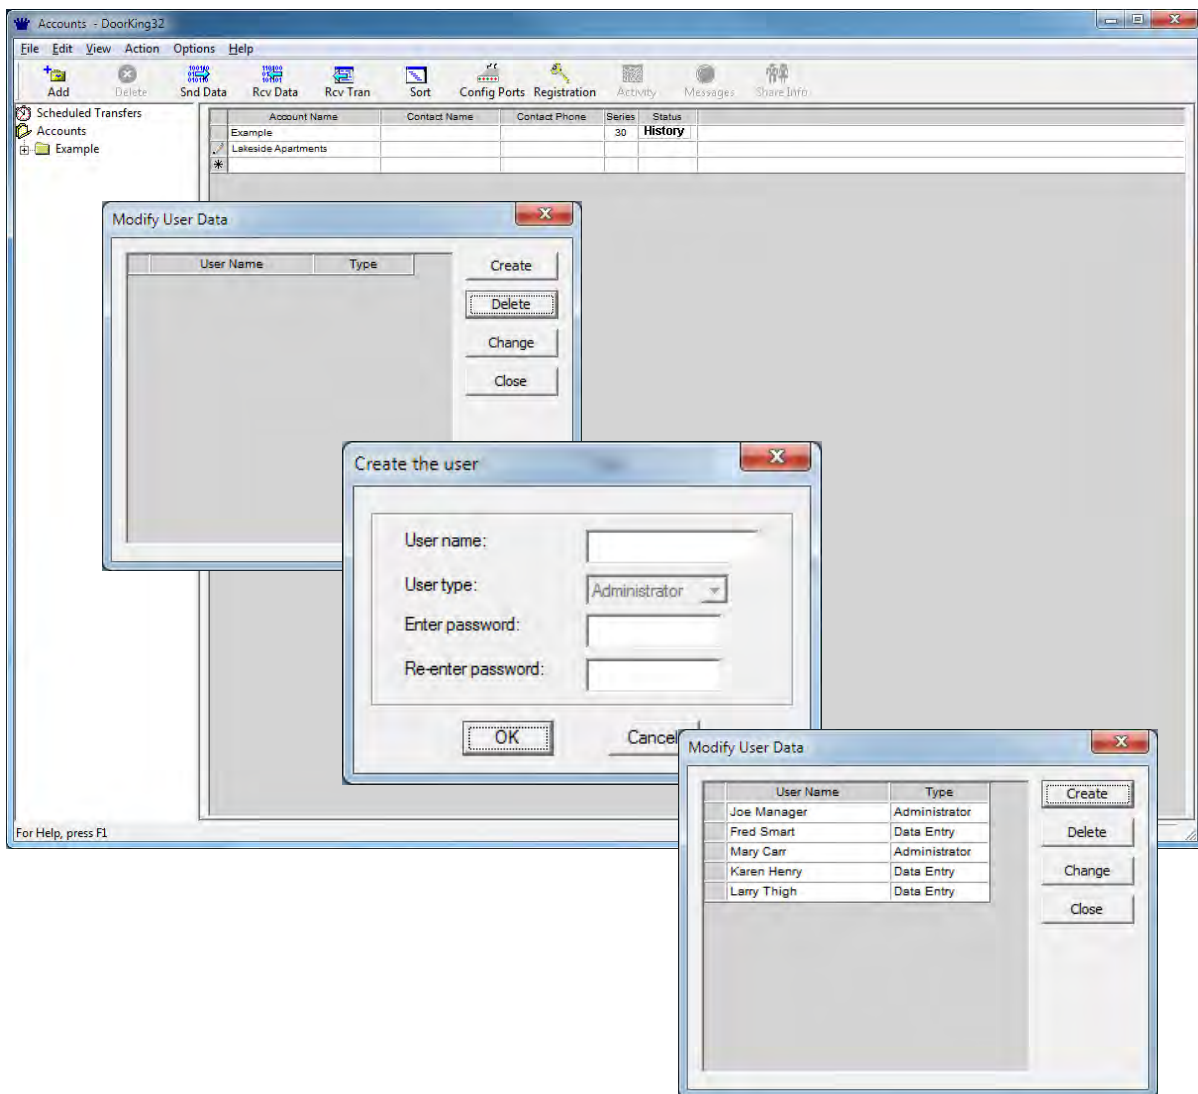 Accounts - DoorKing32
File Edit View Action Options Help
Add Delete Snd Data Rcv Data Rcv Tran Sort Config Ports Registration Activity Messages Share Info
Scheduled Transfers
Accounts
Example
Account Name Contact Name Contact Phone Series Status
Example 30 History
Lakeside Apartments
Modify User Data
User Name Type
Create
Delete
Change
Close
Create the user
User name:
User type: Administrator
Enter password:
Re-enter password:
OK Cancel
Modify User Data
User Name Type
Joe Manager Administrator
Fred Smart Data Entry
Mary Carr Administrator
Karen Henry Data Entry
Larry Thigh Data Entry
Create
Delete
Change
Close
For Help, press F1